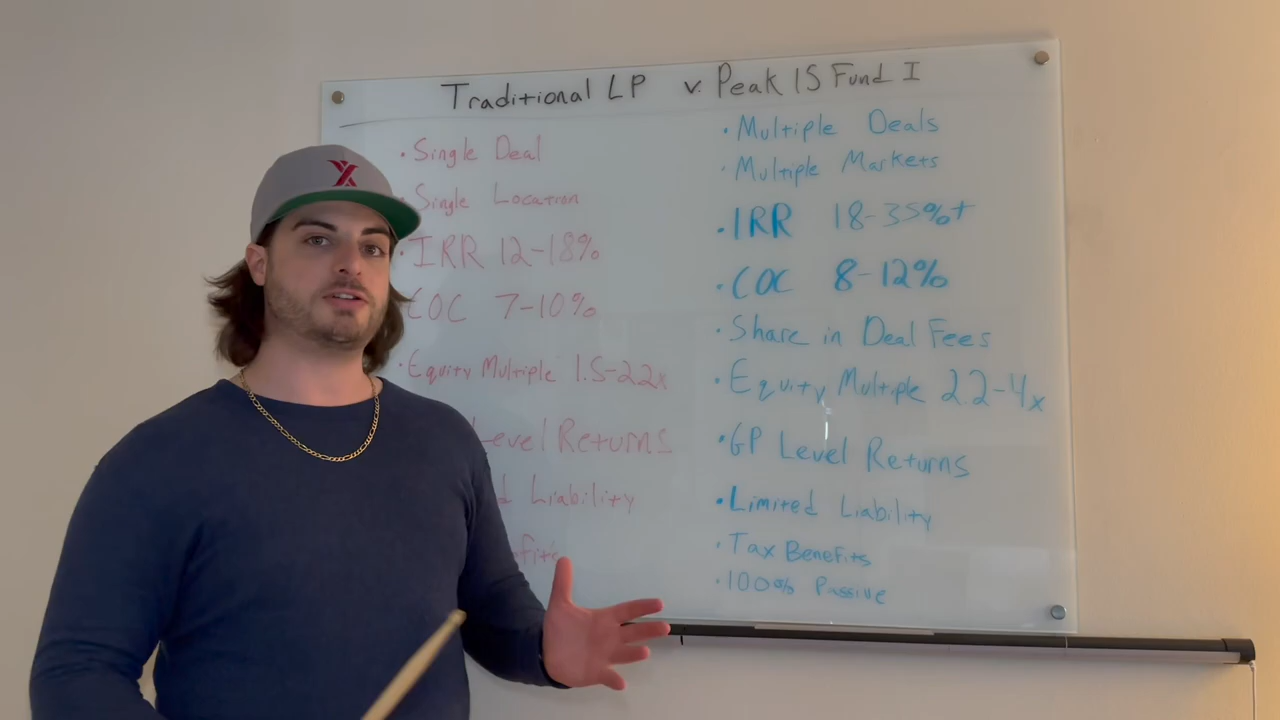 Traditional LP v. Peak 15 Fund I
• Single Deal
Single Location
• IRR 12-18%
COC 7-10%
• Equity Multiple 1.5-2.2x
Level Returns
Liability
• Multiple Deals
• Multiple Markets
• IRR 18-35%+
• COC 8-12%
• Share in Deal Fees
• Equity Multiple 2.2-4x
• GP Level Returns
• Limited Liability
• Tax Benefits
• 100% Passive